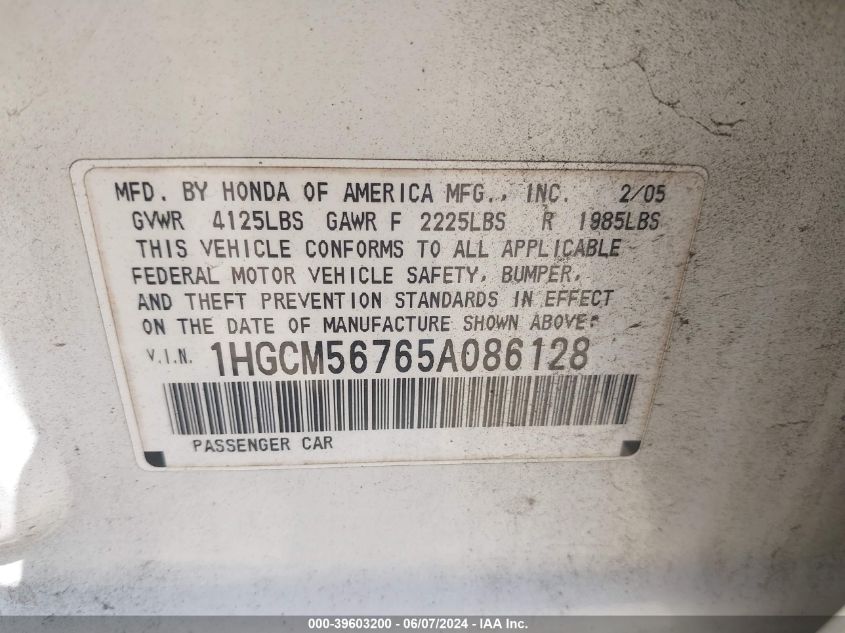 MFD. BY HONDA OF AMERICA MFG., INC. 2/05
GVWR 4125LBS GAWR F 2225LBS R 1985LBS
THIS VEHICLE CONFORMS TO ALL APPLICABLE
FEDERAL MOTOR VEHICLE SAFETY, BUMPER,
AND THEFT PREVENTION STANDARDS IN EFFECT
ON THE DATE OF MANUFACTURE SHOWN ABOVE.
V.I.N. 1HGCM56765A086128
PASSENGER CAR
000-39603200 - 06/07/2024 - IAA Inc.